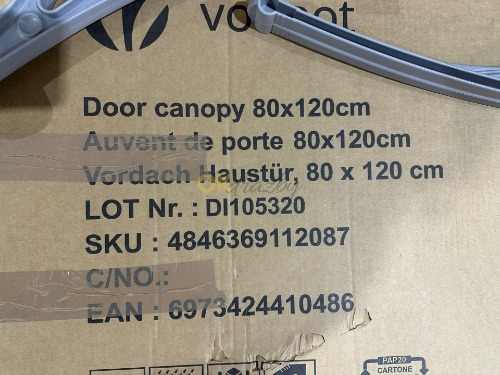 Door canopy 80x120cm
Auvent de porte 80x120cm
Vordach Haustür, 80 x 120 cm
LOT Nr. : DI105320
SKU : 4846369112087
C/NO.:
EAN : 6973424410486
PAP20
CARTONE